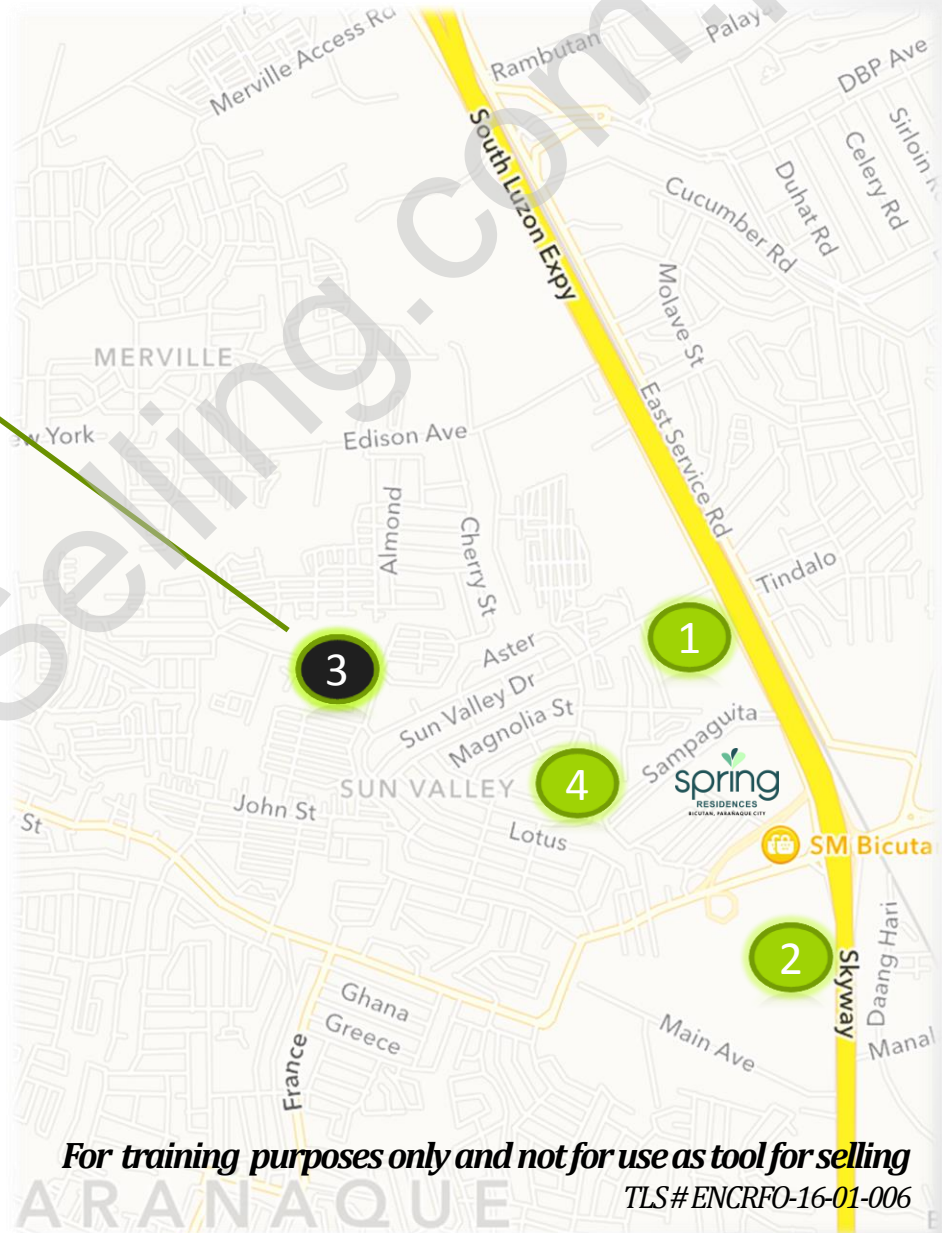 Merville Access Rd
Rambutan
DBP Ave
South Luzon Expy
Sirloin
Celery Rd
Duhat Rd
Cucumber Rd
Molave St
MERVILLE
East Service Rd
York
Edison Ave
Almond
Cherry St
Tindalo
1
Aster
3
Sun Valley Dr
Magnolia St
Sampaguita
4
SUN VALLEY
spring
RESIDENCES
BICUTAN, PARAÑAQUE CITY
John St
St
Lotus
SM Bicuta
2
Skyway
Daang Hari
Ghana
Greece
Main Ave
Manal
France
For training purposes only and not for use as tool for selling
TLS# ENCRFO-16-01-006
ARANAQUE
Selling.com.